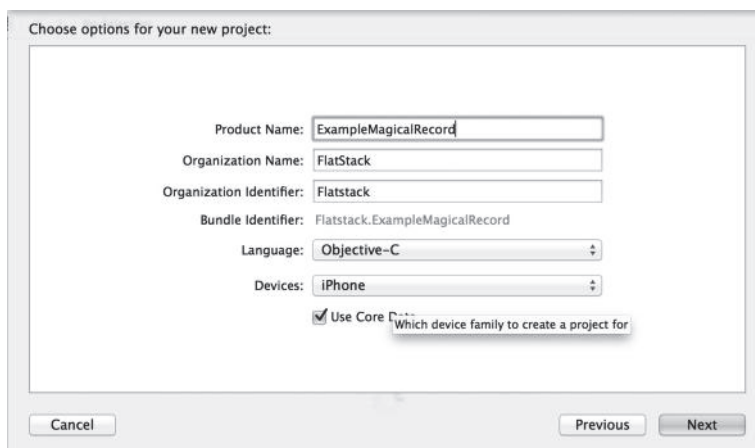 Choose options for your new project:
Product Name: ExampleMagicalRecord
Organization Name: FlatStack
Organization Identifier: Flatstack
Bundle Identifier: Flatstack.ExampleMagicalRecord
Language: Objective-C
Devices: iPhone
Use Core
Which device family to create a project for
Cancel Previous Next